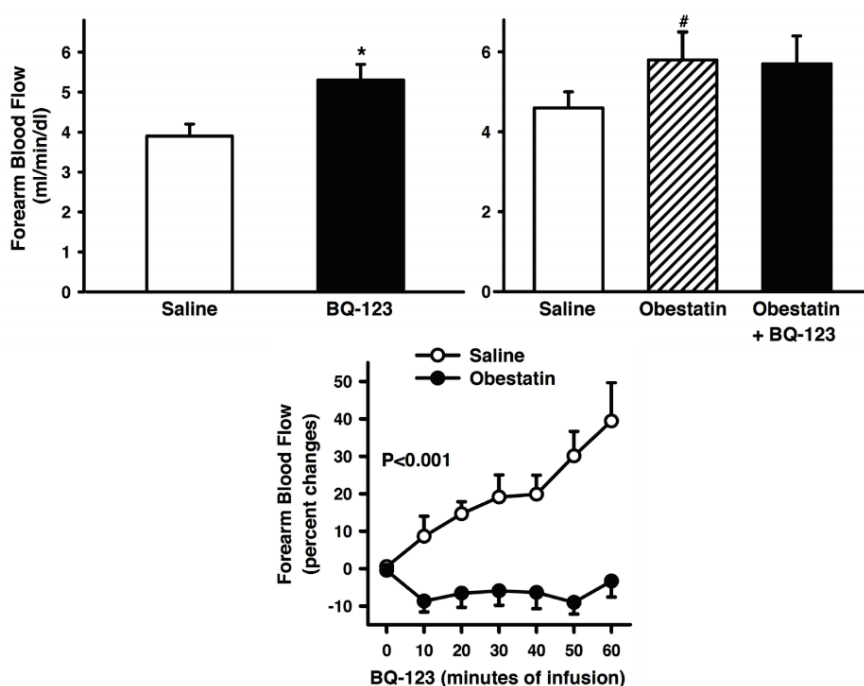 Forearm Blood Flow
(ml/min/dl)
6
5
4
3
2
1
0
*
Saline
BQ-123
6
4
2
0
#
Saline
Obestatin
Obestatin
+ BQ-123
Saline
Obestatin
Forearm Blood Flow
(percent changes)
50
40
30
20
10
0
-10
P<0.001
0 10 20 30 40 50 60
BQ-123 (minutes of infusion)